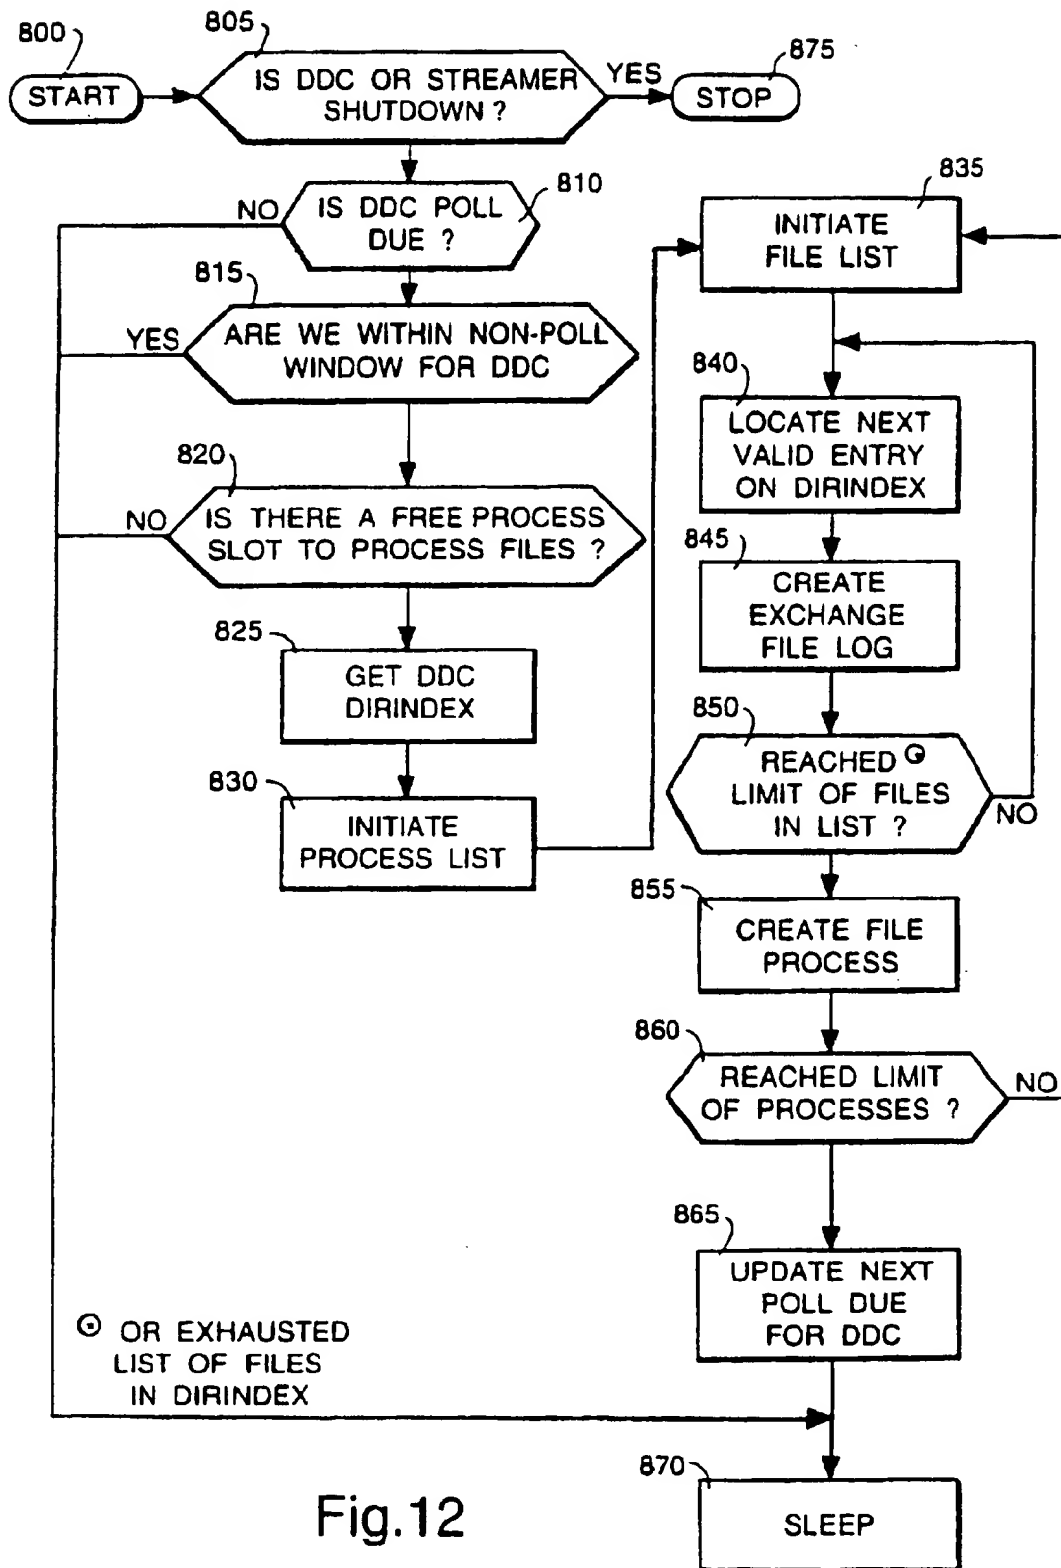 800
START
805
IS DDC OR STREAMER
SHUTDOWN ?
YES
875
STOP
810
NO
IS DDC POLL
DUE ?
815
YES
ARE WE WITHIN NON-POLL
WINDOW FOR DDC
820
NO
IS THERE A FREE PROCESS
SLOT TO PROCESS FILES ?
825
GET DDC
DIRINDEX
830
INITIATE
PROCESS LIST
835
INITIATE
FILE LIST
840
LOCATE NEXT
VALID ENTRY
ON DIRINDEX
845
CREATE
EXCHANGE
FILE LOG
850
REACHED ⊙
LIMIT OF FILES
IN LIST ?
NO
855
CREATE FILE
PROCESS
860
REACHED LIMIT
OF PROCESSES ?
NO
865
UPDATE NEXT
POLL DUE
FOR DDC
⊙ OR EXHAUSTED
LIST OF FILES
IN DIRINDEX
870
SLEEP
Fig.12